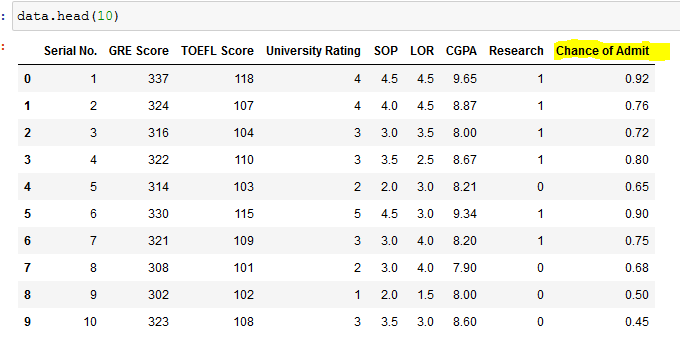 : data.head(10)
:
Serial No. GRE Score TOEFL Score University Rating SOP LOR CGPA Research Chance of Admit
0 1 337 118 4 4.5 4.5 9.65 1 0.92
1 2 324 107 4 4.0 4.5 8.87 1 0.76
2 3 316 104 3 3.0 3.5 8.00 1 0.72
3 4 322 110 3 3.5 2.5 8.67 1 0.80
4 5 314 103 2 2.0 3.0 8.21 0 0.65
5 6 330 115 5 4.5 3.0 9.34 1 0.90
6 7 321 109 3 3.0 4.0 8.20 1 0.75
7 8 308 101 2 3.0 4.0 7.90 0 0.68
8 9 302 102 1 2.0 1.5 8.00 0 0.50
9 10 323 108 3 3.5 3.0 8.60 0 0.45